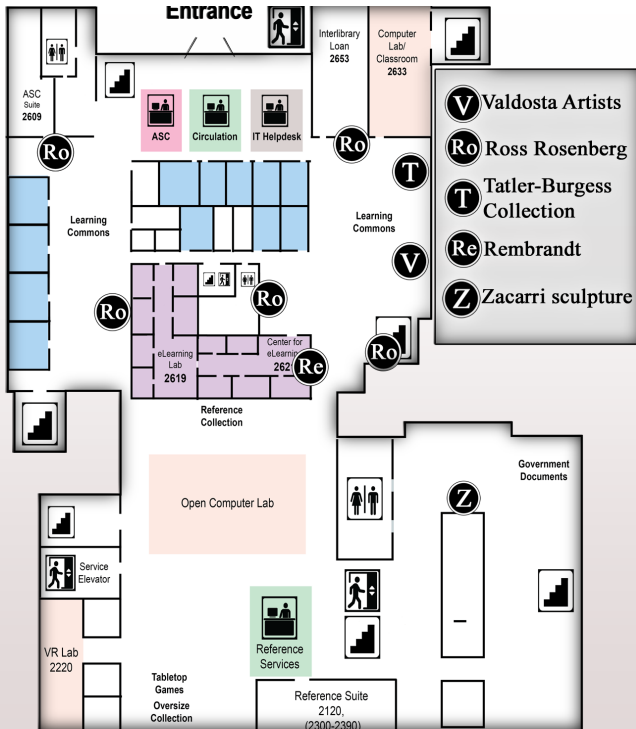 Entrance
Interlibrary
Loan
2653
Computer
Lab/
Classroom
2633
ASC
Suite
2609
ASC
Circulation
IT Helpdesk
V Valdosta Artists
Ro Ross Rosenberg
T Tatler-Burgess
Collection
Re Rembrandt
Z Zacarri sculpture
Ro
Ro
T
Learning
Commons
Learning
Commons
V
Ro
Ro
Ro
eLearning
Lab
2619
Center for
eLearning
262
Re
Reference
Collection
Open Computer Lab
Government
Documents
Z
Service
Elevator
Reference
Services
VR Lab
2220
Tabletop
Games
Oversize
Collection
Reference Suite
2120,
(2300-2390)